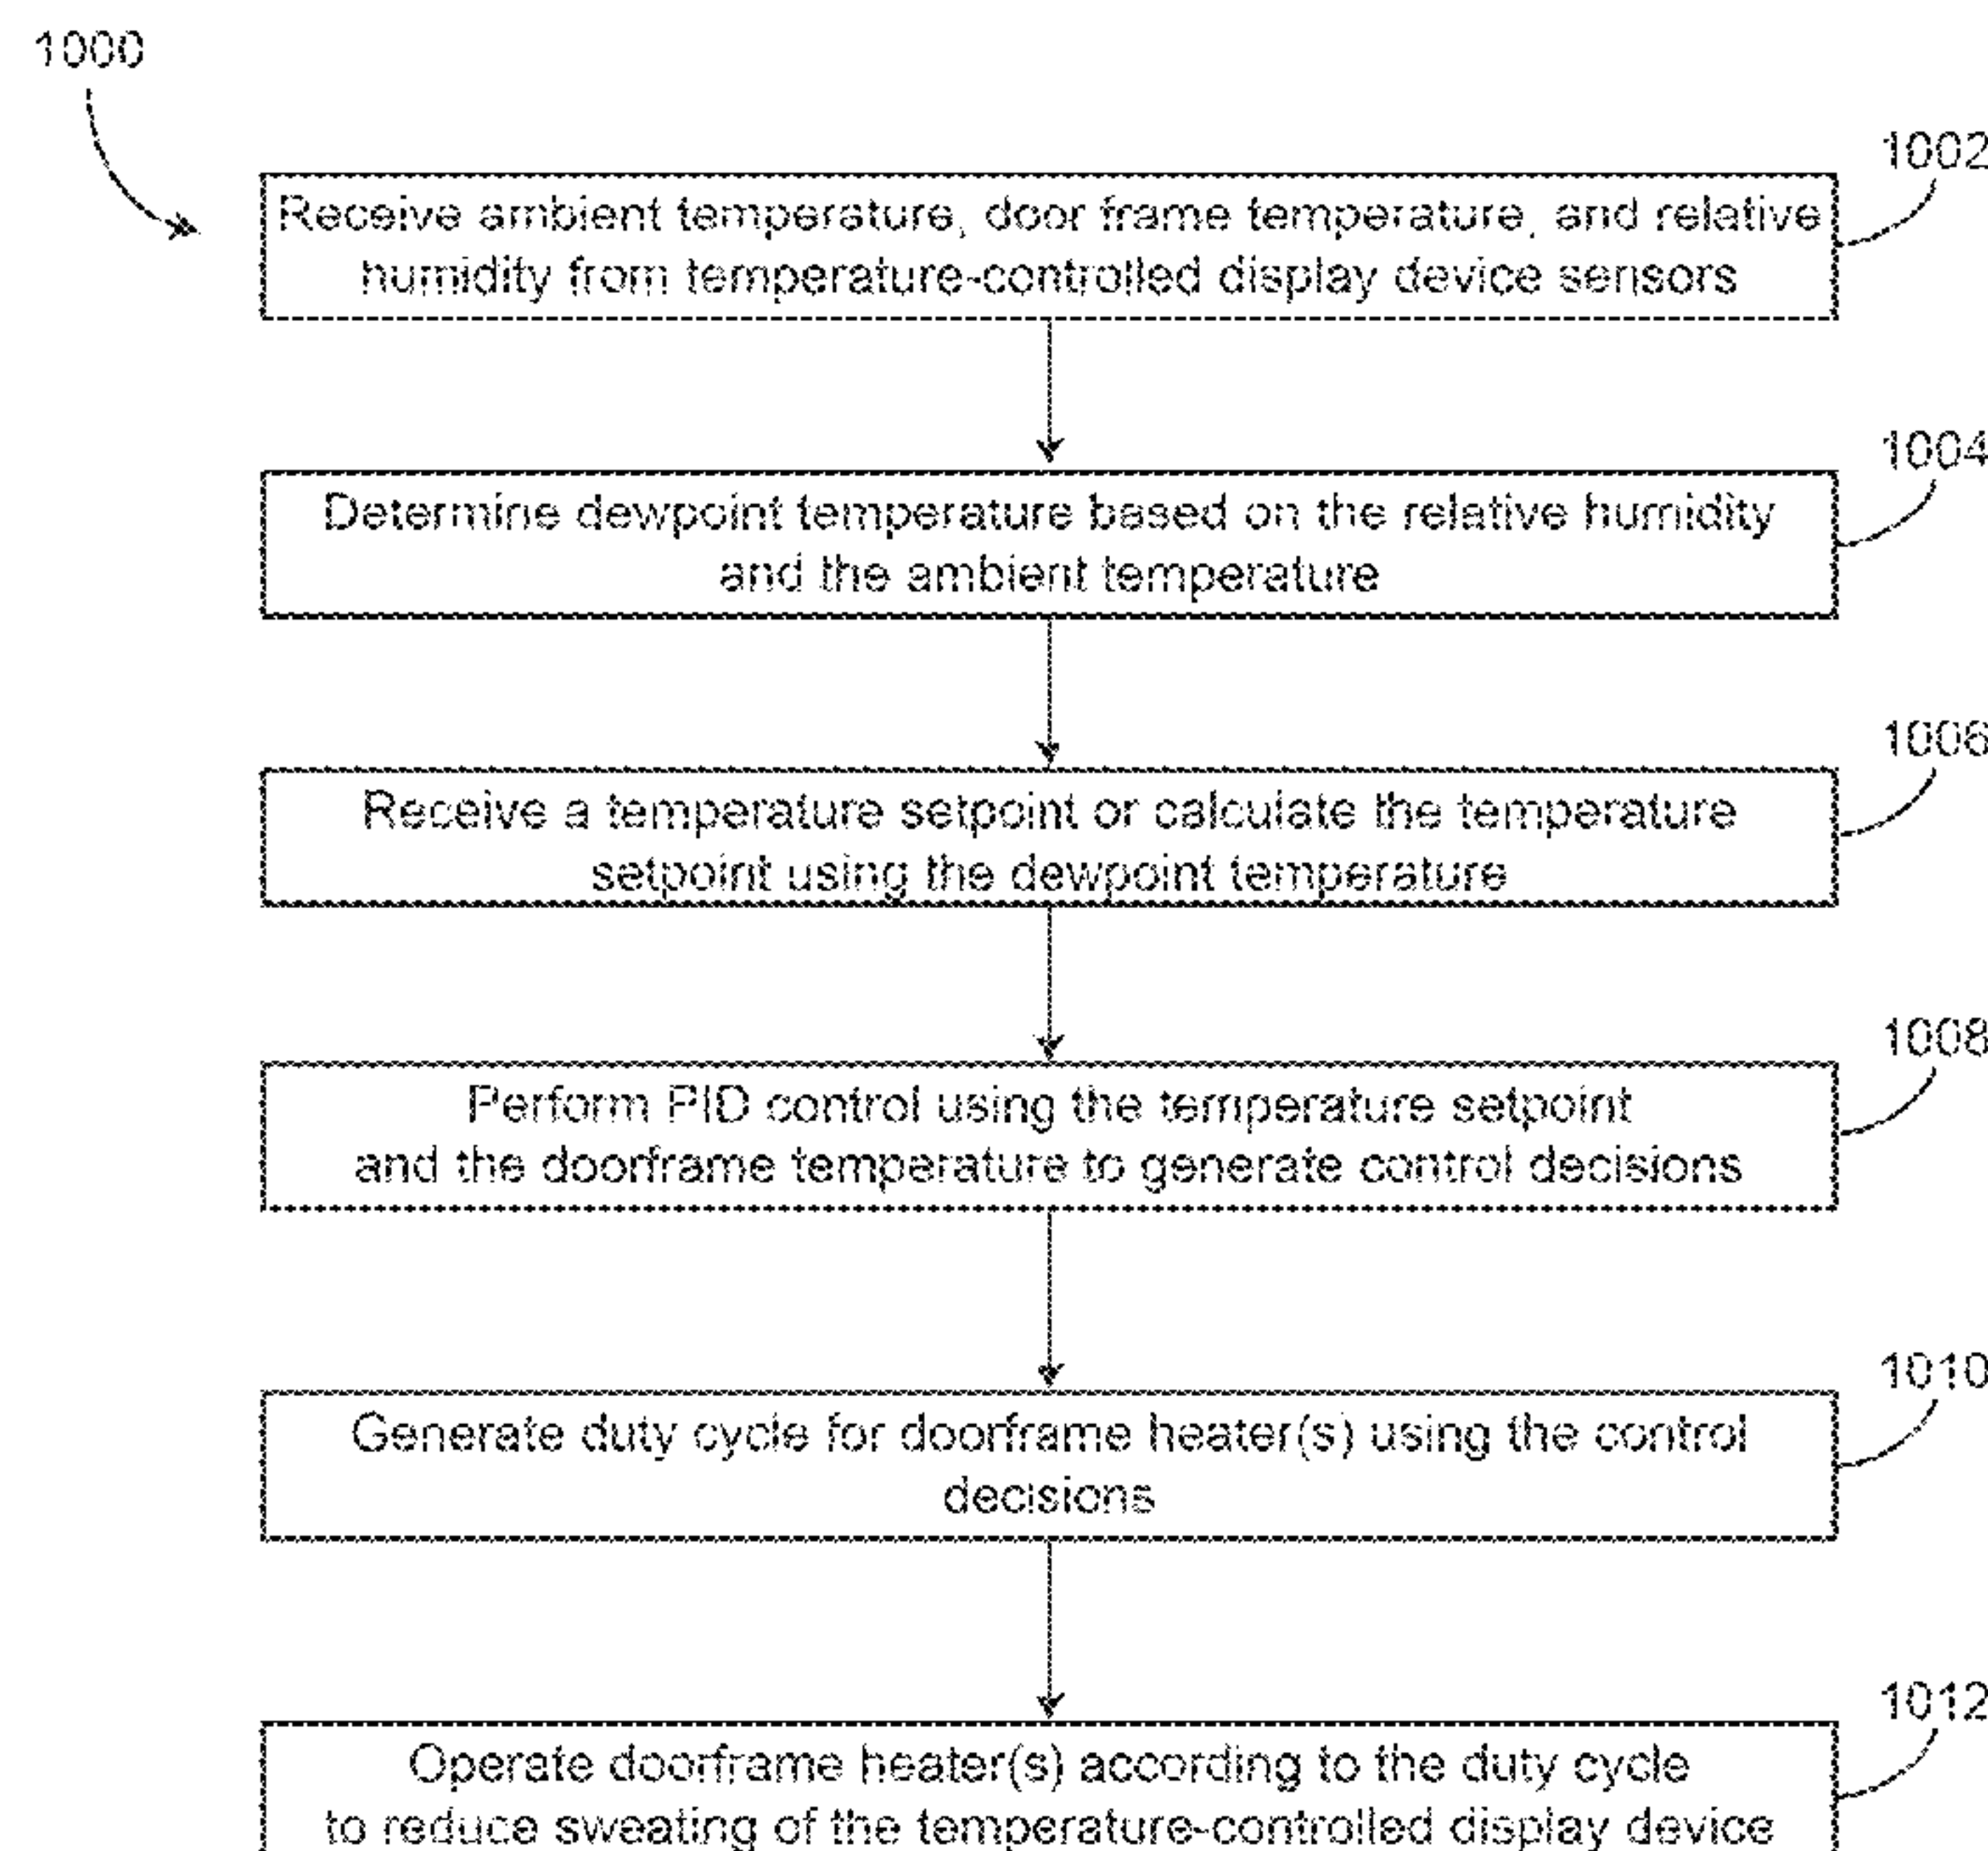 1000
1002
Receive ambient temperature, door frame temperature, and relative
humidity from temperature-controlled display device sensors
1004
Determine dewpoint temperature based on the relative humidity
and the ambient temperature
1006
Receive a temperature setpoint or calculate the temperature
setpoint using the dewpoint temperature
1008
Perform PID control using the temperature setpoint
and the doorframe temperature to generate control decisions
1010
Generate duty cycle for doorframe heater(s) using the control
decisions
1012
Operate doorframe heater(s) according to the duty cycle
to reduce sweating of the temperature-controlled display device